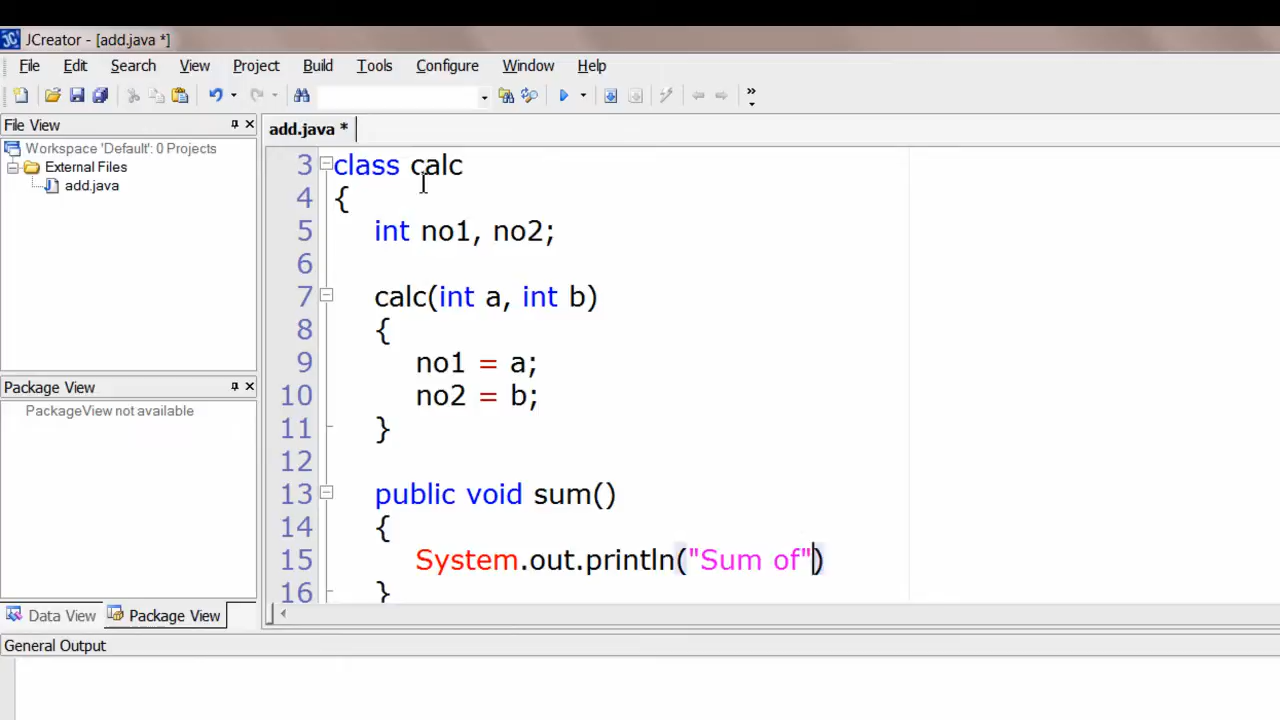 JCreator - [add.java *]
File Edit Search View Project Build Tools Configure Window Help
File View
Workspace 'Default': 0 Projects
External Files
add.java
Package View
PackageView not available
Data View Package View
add.java *
3 class calc
4 {
5 int no1, no2;
6
7 calc(int a, int b)
8 {
9 no1 = a;
10 no2 = b;
11 }
12
13 public void sum()
14 {
15 System.out.println("Sum of")
16 }
General Output